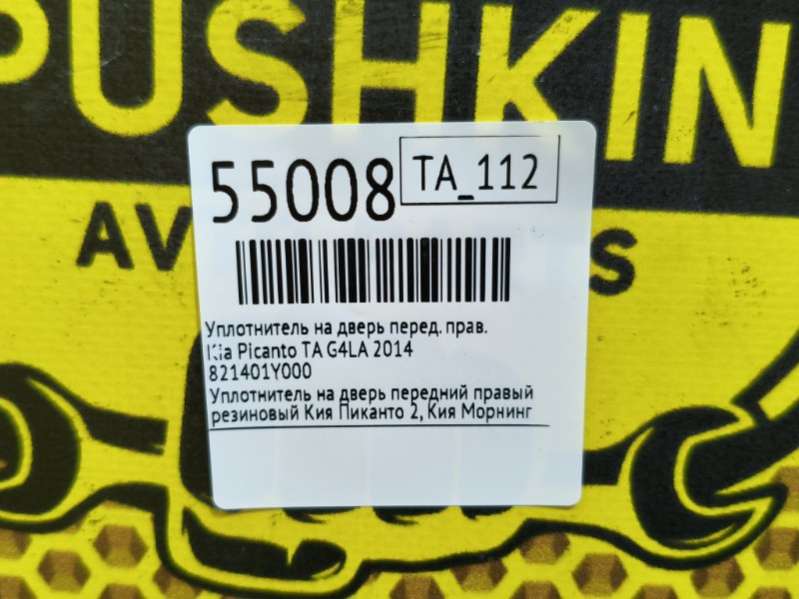 PUSHKIN
AV S
55008
TA_112
Уплотнитель на дверь перед. прав.
Kia Picanto TA G4LA 2014
821401Y000
Уплотнитель на дверь передний правый
резиновый Кия Пиканто 2, Кия Морнинг